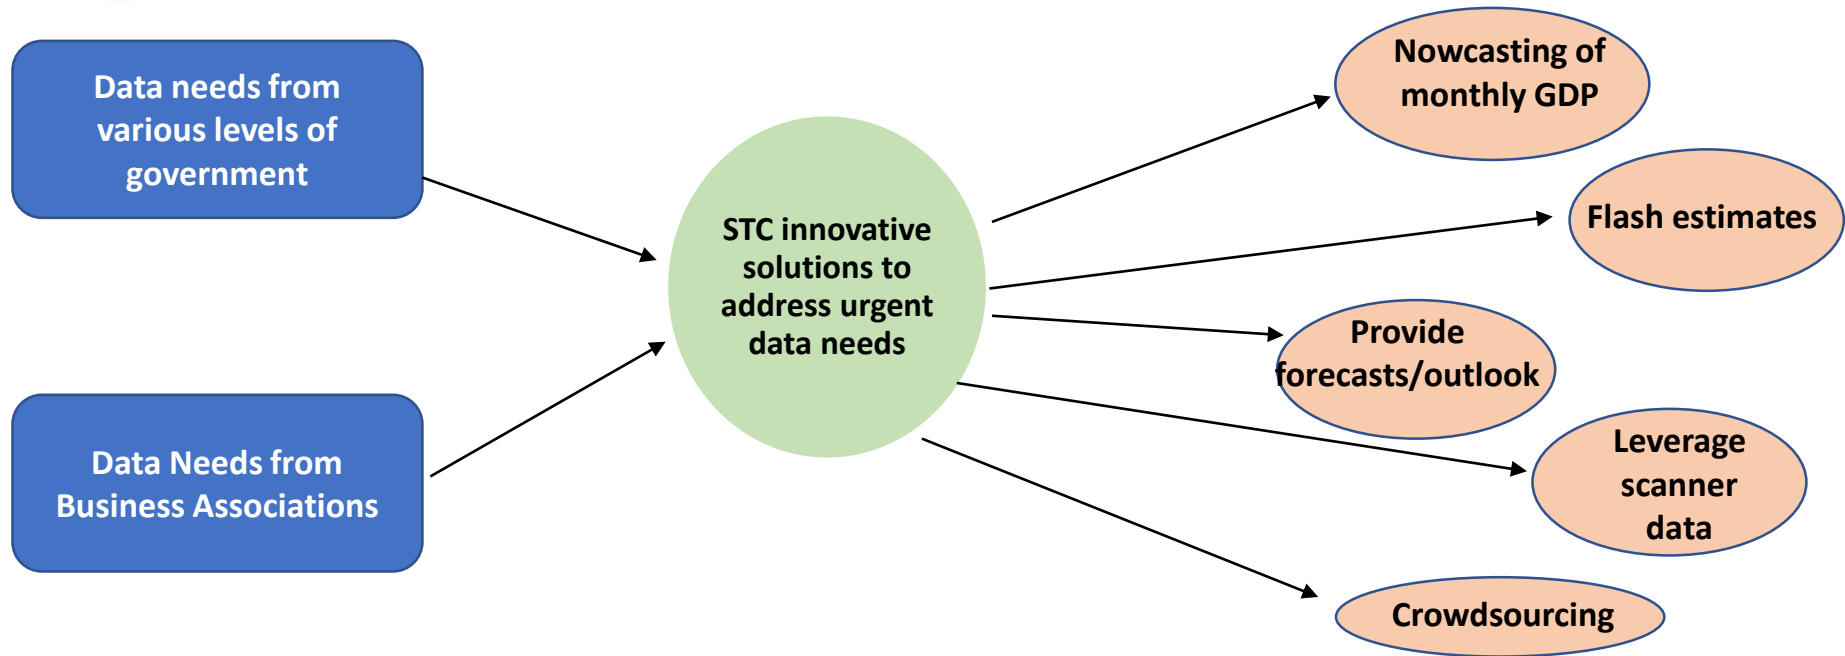 Data needs from
various levels of
government
Data Needs from
Business Associations
STC innovative
solutions to
address urgent
data needs
Nowcasting of
monthly GDP
Flash estimates
Provide
forecasts/outlook
Leverage
scanner
data
Crowdsourcing